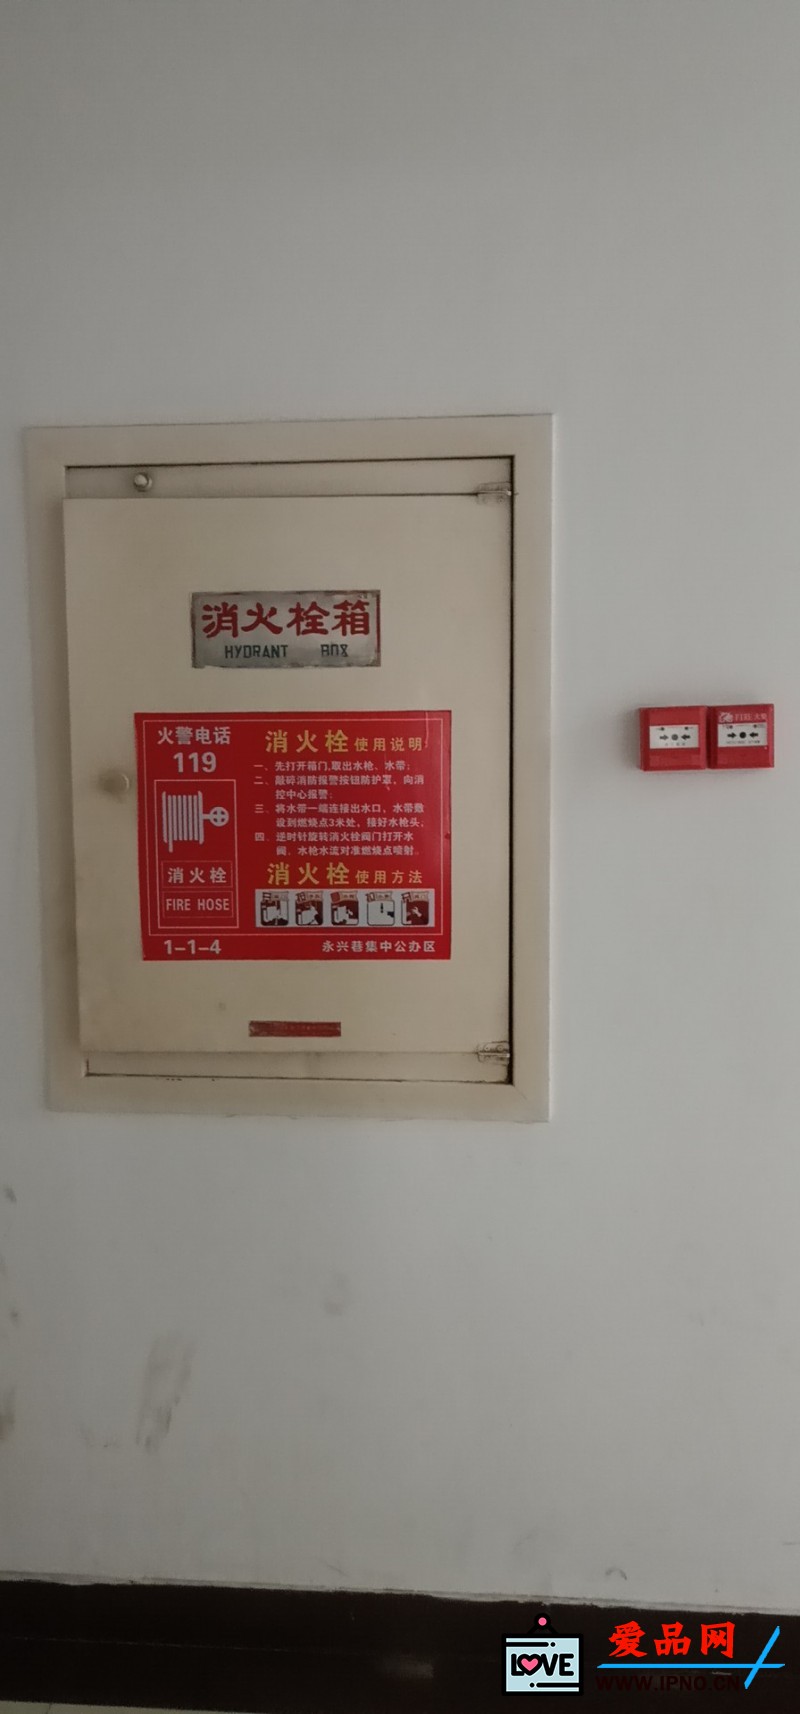 消火栓箱
HYDRANT BOX
火警电话
119
消火栓
FIRE HOSE
1-1-4
消火栓使用说明
一、先打开箱门,取出水枪、水带;
二、敲碎消防报警按钮防护罩、向消
控中心报警;
三、将水带一端连接出水口、水带敷
设到燃烧点3米处、接好水枪头、
四、逆时针旋转消火栓阀门打开水
阀、水枪水流对准燃烧点喷射。
消火栓使用方法
永兴巷集中公办区
FIRE 火警
LOVE
爱品网
WWW.IPNO.CN